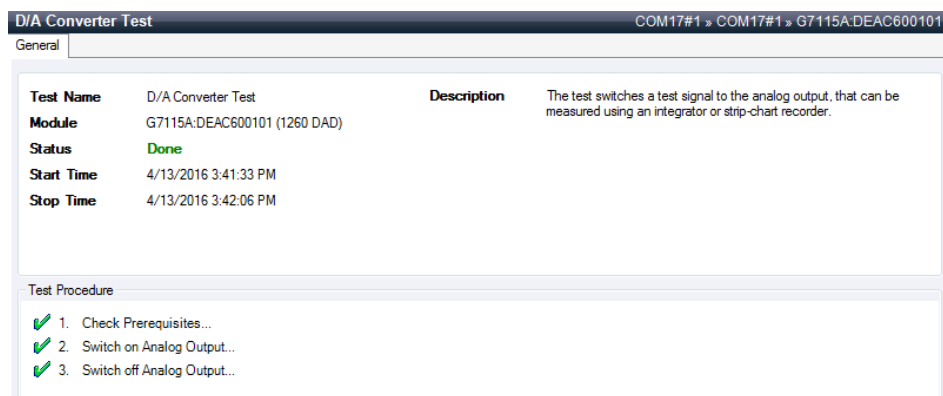 D/A Converter Test
COM17#1 » COM17#1 » G7115A:DEAC600101
General
Test Name D/A Converter Test
Module G7115A:DEAC600101 (1260 DAD)
Status Done
Start Time 4/13/2016 3:41:33 PM
Stop Time 4/13/2016 3:42:06 PM
Description The test switches a test signal to the analog output, that can be
measured using an integrator or strip-chart recorder.
Test Procedure
1. Check Prerequisites...
2. Switch on Analog Output...
3. Switch off Analog Output...